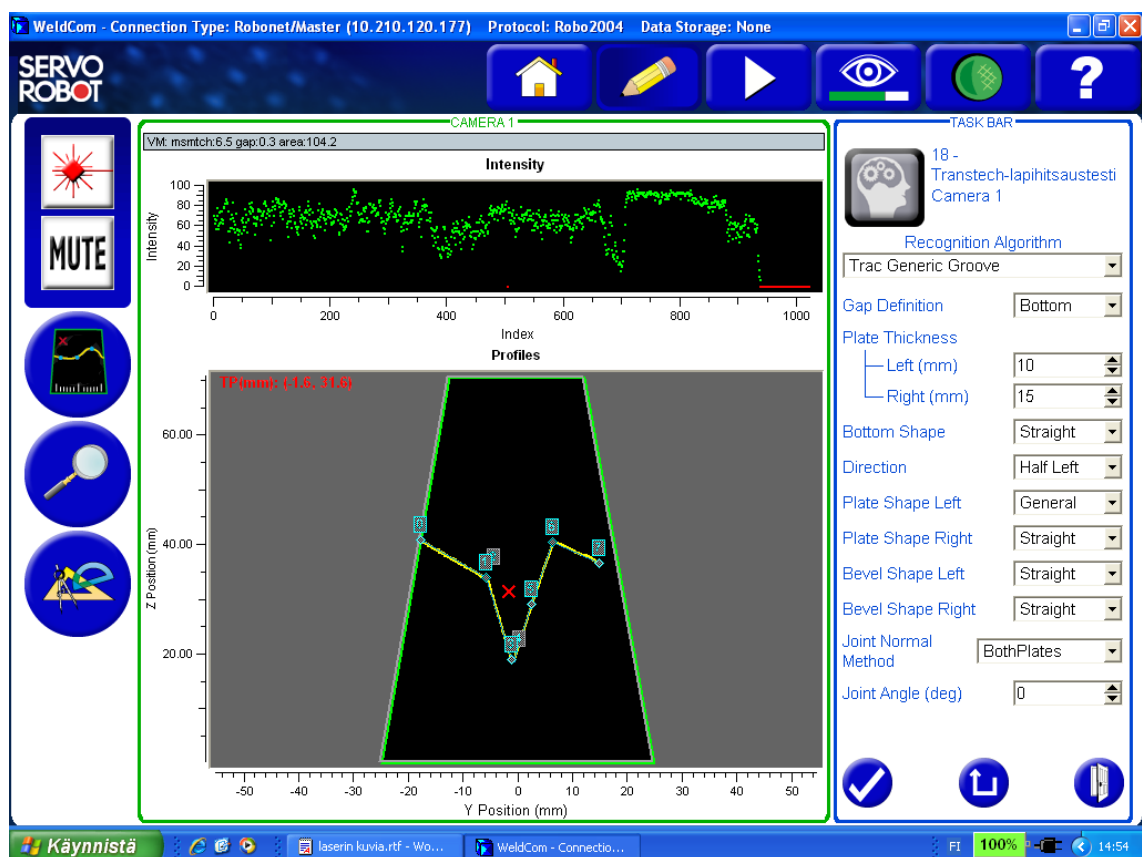 WeldCom - Connection Type: Robonet/Master (10.210.120.177) Protocol: Robo2004 Data Storage: None
SERVO
ROBOT
?
CAMERA 1
VM: msmtch:6.5 gap:0.3 area:104.2
Intensity
100
80
60
40
20
0
Intensity
0 200 400 600 800 1000
Index
Profiles
TP(mm): (-1.6, 31.6)
60.00
40.00
20.00
Z Position (mm)
-50 -40 -30 -20 -10 0 10 20 30 40 50
Y Position (mm)
MUTE
TASK BAR
18 -
Transtech-lapihitsaustesti
Camera 1
Recognition Algorithm
Trac Generic Groove
Gap Definition Bottom
Plate Thickness
Left (mm) 10
Right (mm) 15
Bottom Shape Straight
Direction Half Left
Plate Shape Left General
Plate Shape Right Straight
Bevel Shape Left Straight
Bevel Shape Right Straight
Joint Normal
Method BothPlates
Joint Angle (deg) 0
Käynnistä laserin kuvia.rtf - Wo... WeldCom - Connectio... FI 100% 14:54